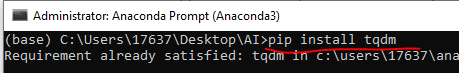 Administrator: Anaconda Prompt (Anaconda3)
(base) C:\Users\17637\Desktop\AI>pip install tqdm
Requirement already satisfied: tqdm in c:\users\17637\ana